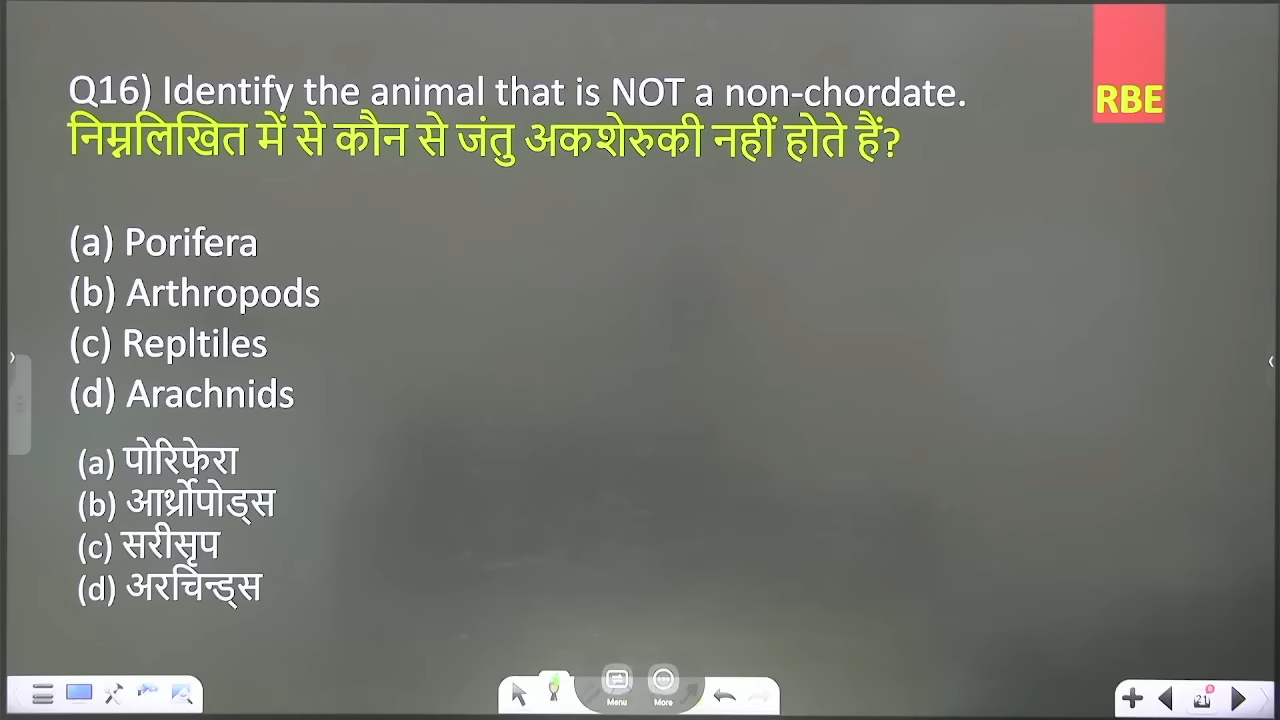 Q16) Identify the animal that is NOT a non-chordate.
RBE
निम्नलिखित में से कौन से जंतु अकशेरुकी नहीं होते हैं?
(a) Porifera
(b) Arthropods
(c) Repltiles
(d) Arachnids
(a) पोरिफेरा
(b) आर्थ्रोपोड्स
(c) सरीसृप
(d) अरचिन्ड्स
Menu
More
21